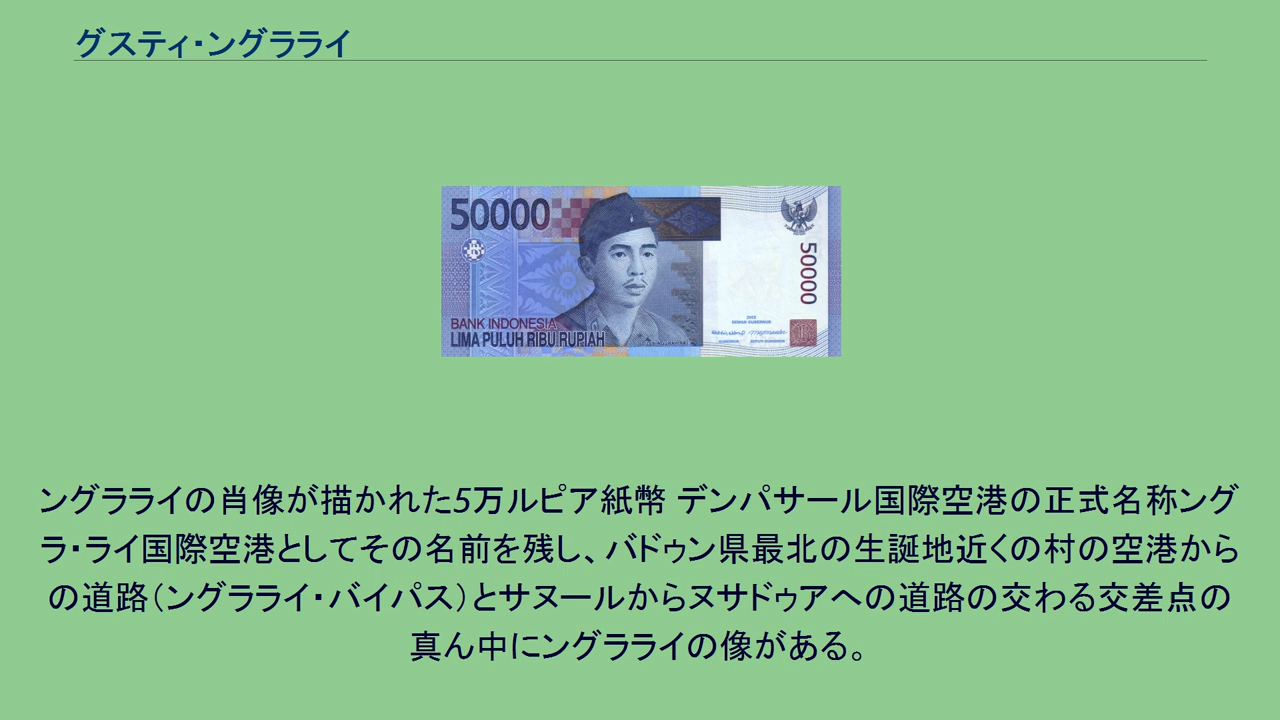 グスティ・ングラライ
50000
50000
BANK INDONESIA
LIMA PULUH RIBU RUPIAH
2005
DEWAN GUBERNUR
GUBERNUR DEPUTI GUBERNUR
ングラライの肖像が描かれた5万ルピア紙幣 デンパサール国際空港の正式名称ング
ラ・ライ国際空港としてその名前を残し、バドゥン県最北の生誕地近くの村の空港から
の道路（ングラライ・バイパス）とサヌールからヌサドゥアへの道路の交わる交差点の
真ん中にングラライの像がある。